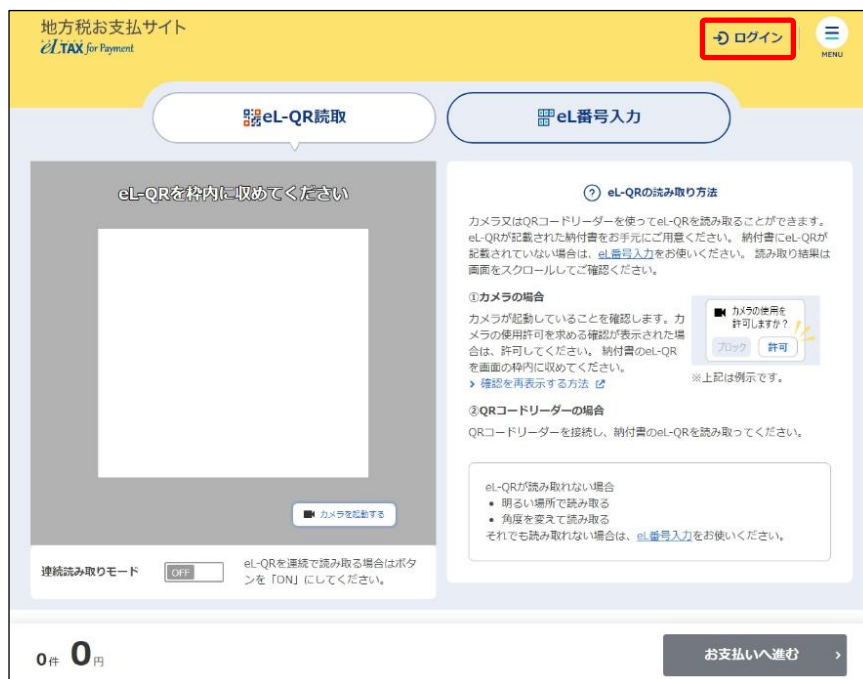 地方税お支払サイト
eLTAX for Payment
ログイン
MENU
eL-QR読取
eL番号入力
eL-QRを枠内に収めてください
カメラを起動する
連続読み取りモード
OFF
eL-QRを連続で読み取る場合はボタ
ンを「ON」にしてください。
? eL-QRの読み取り方法
カメラ又はQRコードリーダーを使ってeL-QRを読み取ることができます。
eL-QRが記載された納付書をお手元にご用意ください。 納付書にeL-QRが
記載されていない場合は、eL番号入力をお使いください。 読み取り結果は
画面をスクロールしてご確認ください。
①カメラの場合
カメラが起動していることを確認します。カ
メラの使用許可を求める確認が表示された場
合は、許可してください。 納付書のeL-QR
を画面の枠内に収めてください。
> 確認を再表示する方法
カメラの使用を
許可しますか?
ブロック 許可
※上記は例示です。
②QRコードリーダーの場合
QRコードリーダーを接続し、納付書のeL-QRを読み取ってください。
eL-QRが読み取れない場合
• 明るい場所で読み取る
• 角度を変えて読み取る
それでも読み取れない場合は、eL番号入力をお使いください。
0件 0円
お支払いへ進む >